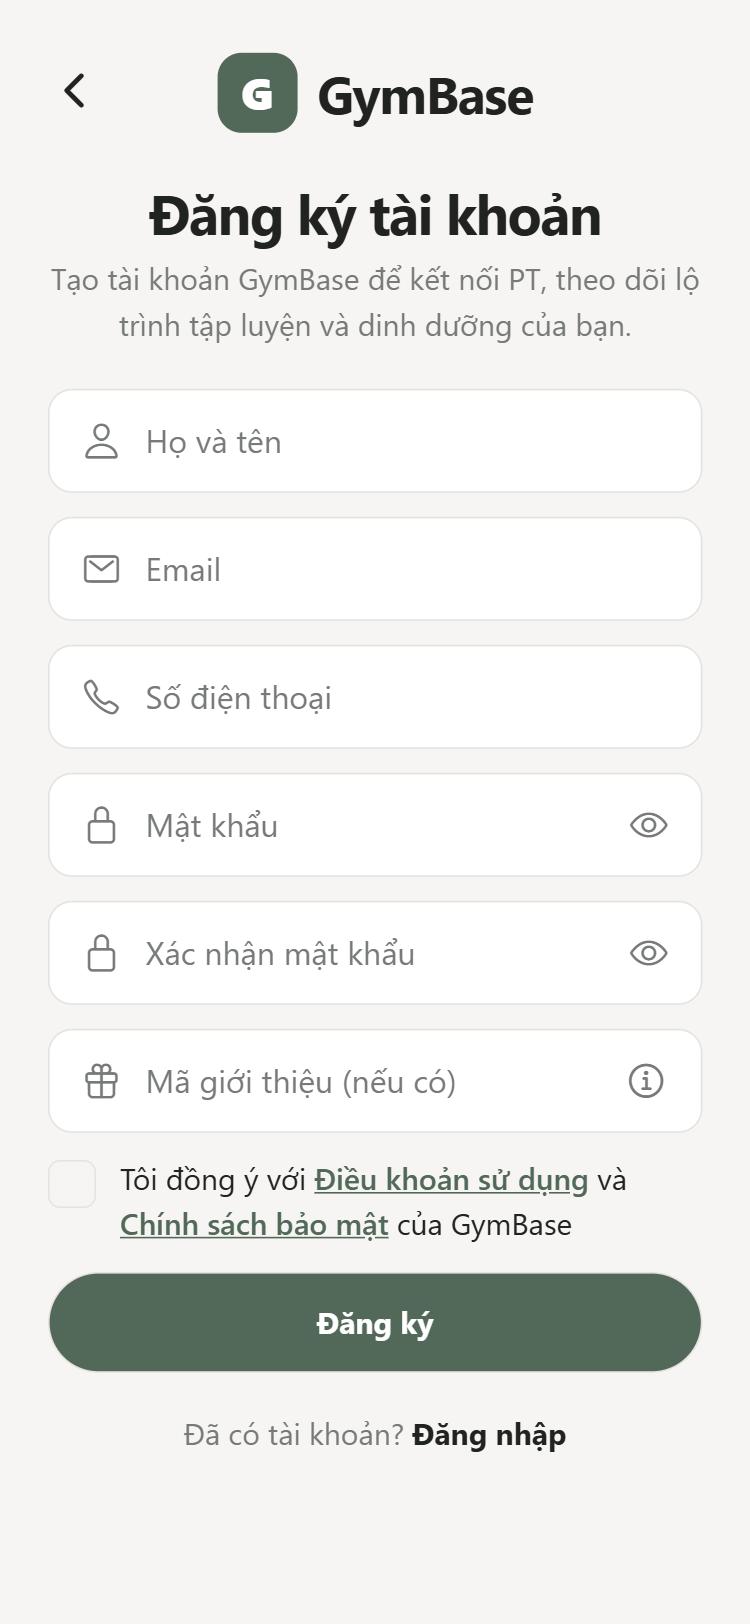 G GymBase
Đăng ký tài khoản
Tạo tài khoản GymBase để kết nối PT, theo dõi lộ
trình tập luyện và dinh dưỡng của bạn.
Họ và tên
Email
Số điện thoại
Mật khẩu
Xác nhận mật khẩu
Mã giới thiệu (nếu có)
Tôi đồng ý với Điều khoản sử dụng và
Chính sách bảo mật của GymBase
Đăng ký
Đã có tài khoản? Đăng nhập